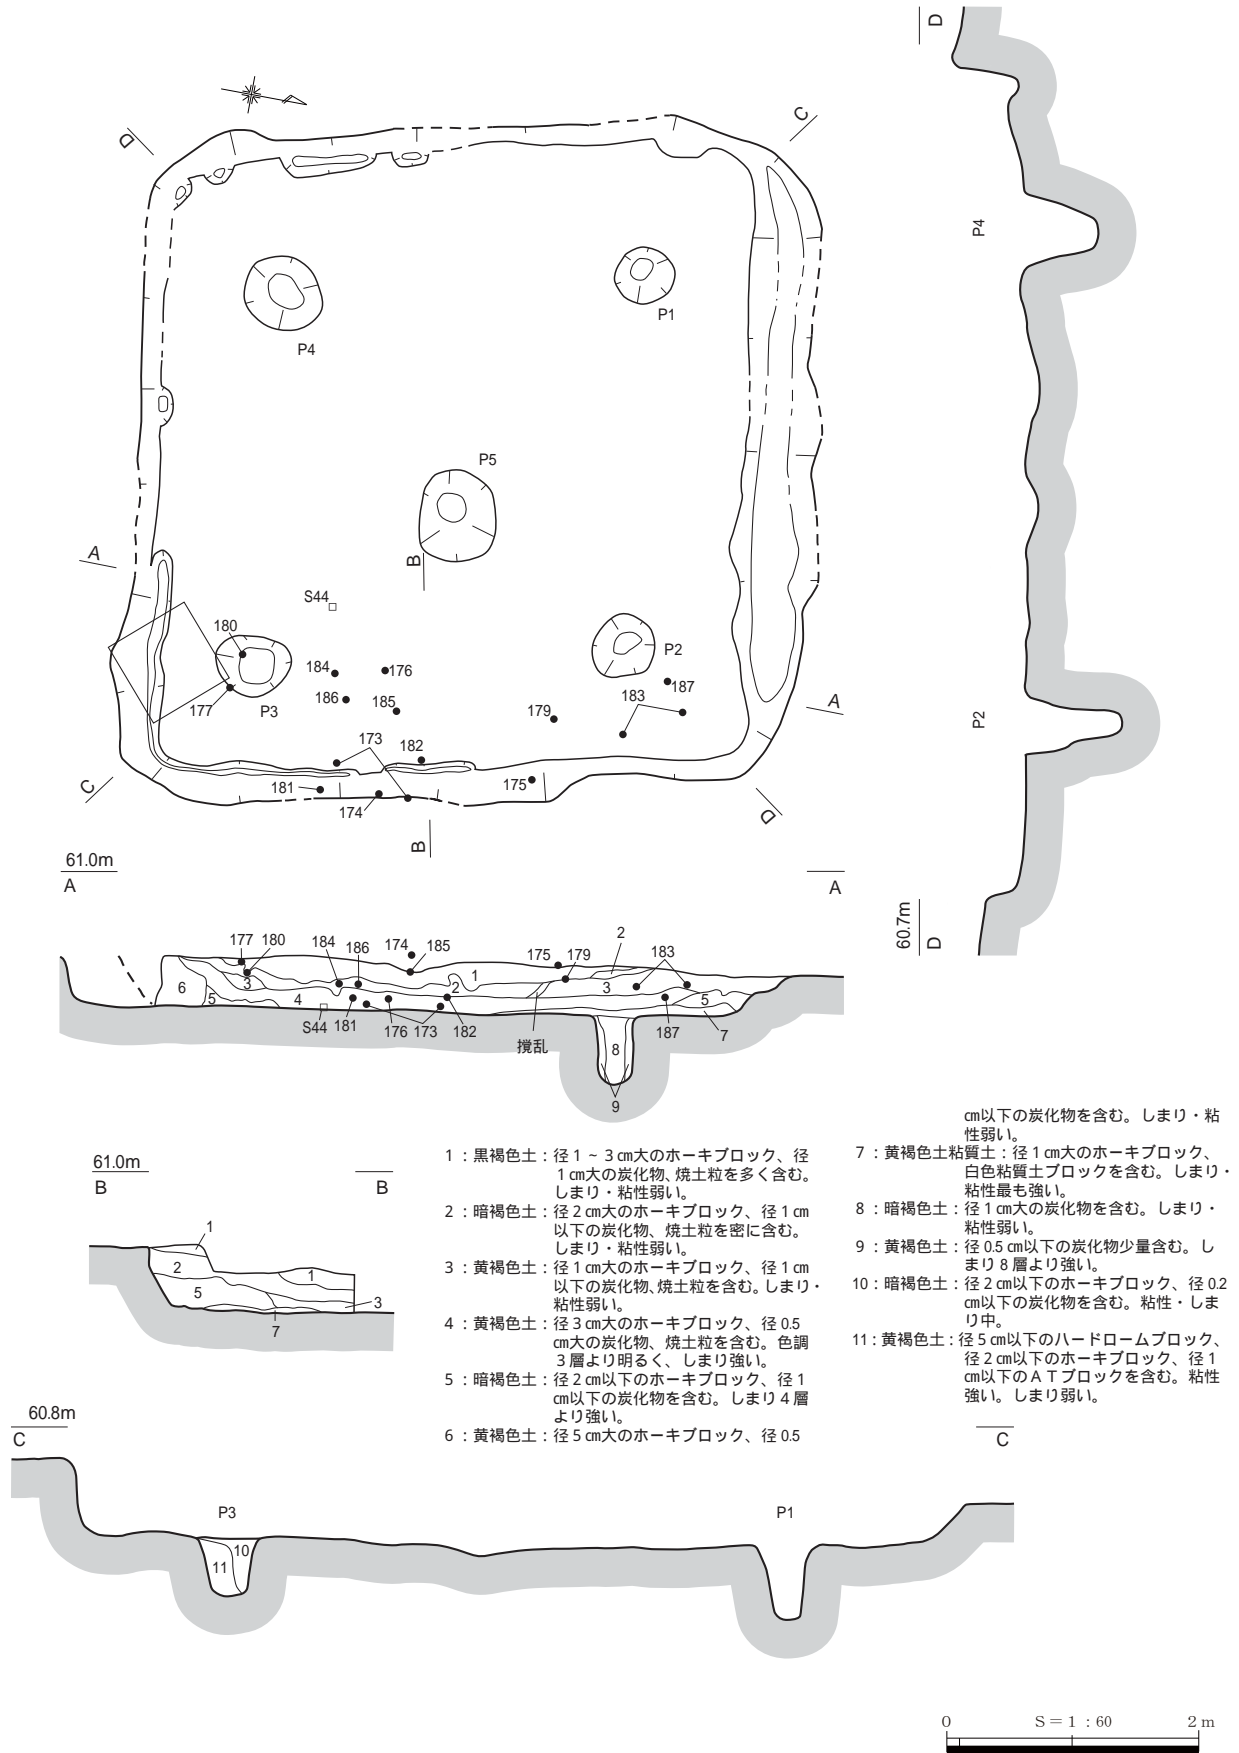 D
D
C
P4
P1
P4
P5
B
A
S44
180
184
176
P2
187
186
185
183
177
P3
179
A
P2
173
182
181
175
174
C
D
B
61.0m
A
A
60.7m
D
177 180 184 186 174 185 175 179 2 183
1
6 3 2 3
5 4 5
S44 181 176 173 182 撹乱 187 7
8
9
61.0m
B
B
1
2 1
5 3
7
1:黒褐色土:径1~3㎝大のホーキブロック、径
1㎝大の炭化物、焼土粒を多く含む。
しまり・粘性弱い。
2:暗褐色土:径2㎝大のホーキブロック、径1㎝
以下の炭化物、焼土粒を密に含む。
しまり・粘性弱い。
3:黄褐色土:径1㎝大のホーキブロック、径1㎝
以下の炭化物、焼土粒を含む。しまり・
粘性弱い。
4:黄褐色土:径3㎝大のホーキブロック、径0.5
㎝大の炭化物、焼土粒を含む。色調
3層より明るく、しまり強い。
5:暗褐色土:径2㎝以下のホーキブロック、径1
㎝以下の炭化物を含む。しまり4層
より強い。
6:黄褐色土:径5㎝大のホーキブロック、径0.5
㎝以下の炭化物を含む。しまり・粘
性弱い。
7:黄褐色土粘質土:径1㎝大のホーキブロック、
白色粘質土ブロックを含む。しまり・
粘性最も強い。
8:暗褐色土:径1㎝大の炭化物を含む。しまり・
粘性弱い。
9:黄褐色土:径0.5㎝以下の炭化物少量含む。し
まり8層より強い。
10:暗褐色土:径2㎝以下のホーキブロック、径0.2
㎝以下の炭化物を含む。粘性・しま
り中。
11:黄褐色土:径5㎝以下のハードロームブロック、
径2㎝以下のホーキブロック、径1
㎝以下のATブロックを含む。粘性
強い。しまり弱い。
60.8m
C
C
P3
P1
10
11
0 S=1:60 2m